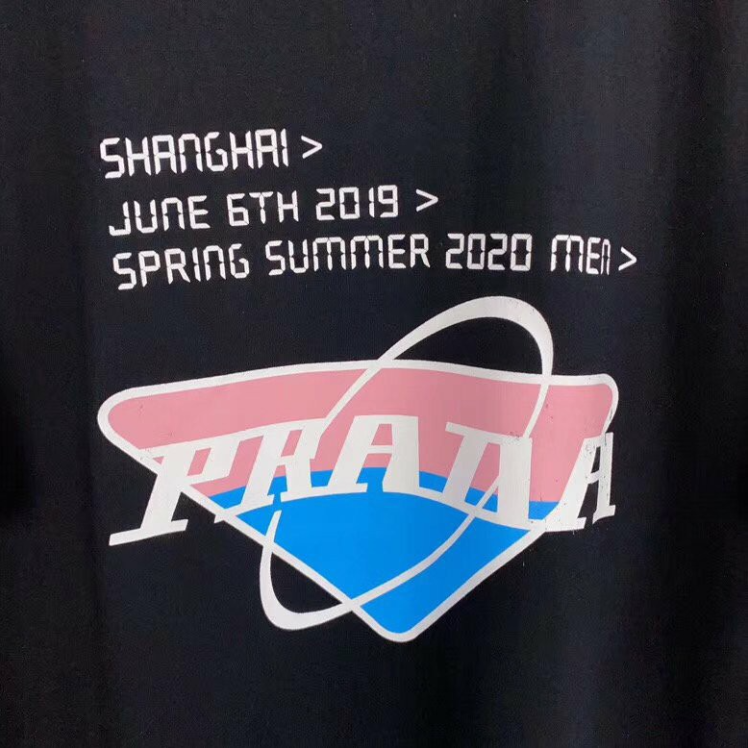 SHANGHAI >
JUNE 6TH 2019 >
SPRING SUMMER 2020 MEN >
PRADA